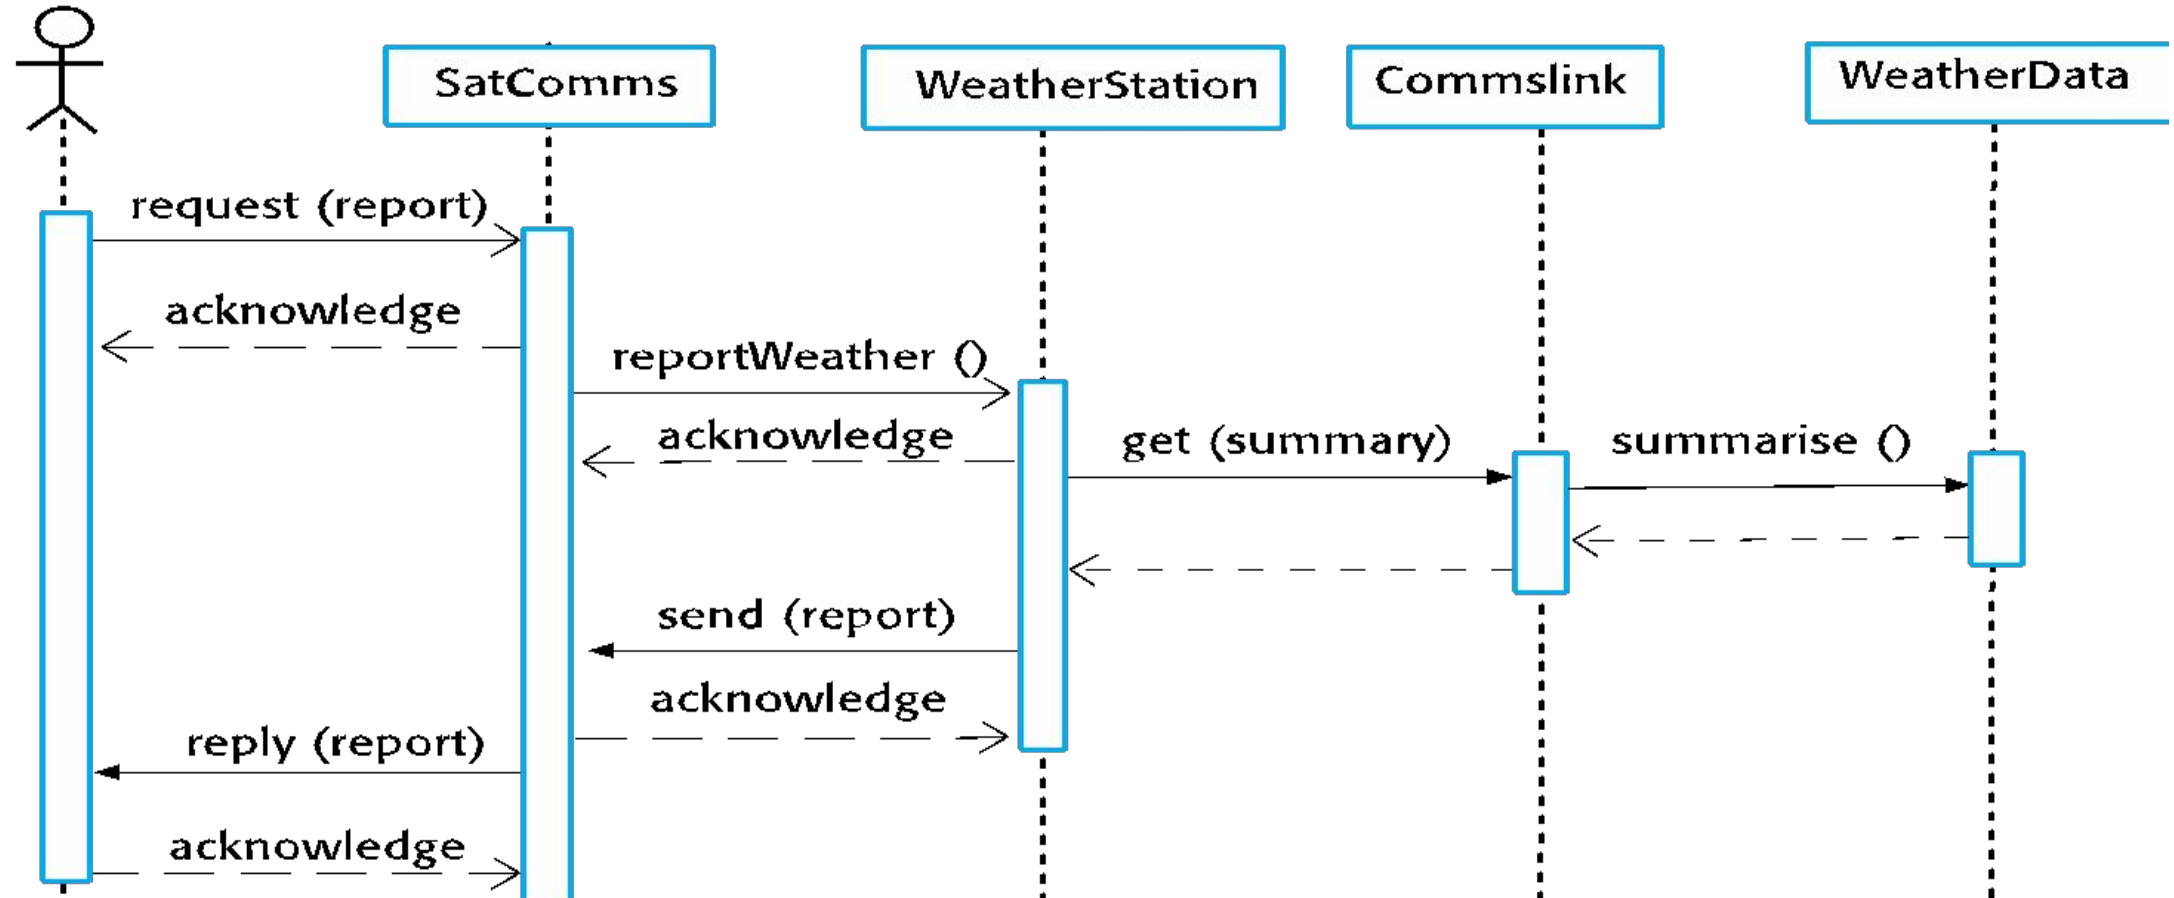 SatComms
WeatherStation
Commslink
WeatherData
request (report)
acknowledge
reportWeather ()
acknowledge
get (summary)
summarise ()
send (report)
acknowledge
reply (report)
acknowledge